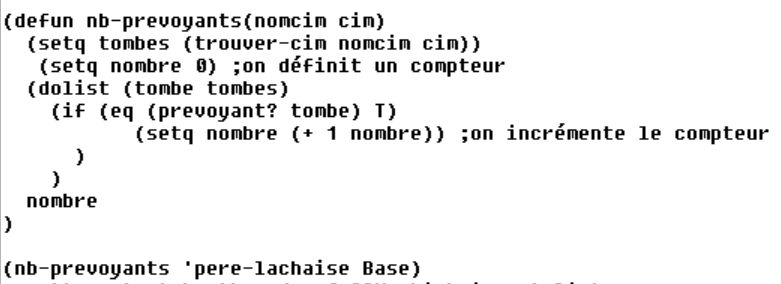 (defun nb-prevoyants(nomcim cim)
(setq tombes (trouver-cim nomcim cim))
(setq nombre 0) ;on définit un compteur
(dolist (tombe tombes)
(if (eq (prevoyant? tombe) T)
(setq nombre (+ 1 nombre)) ;on incrémente le compteur
)
)
nombre
)
(nb-prevoyants 'pere-lachaise Base)